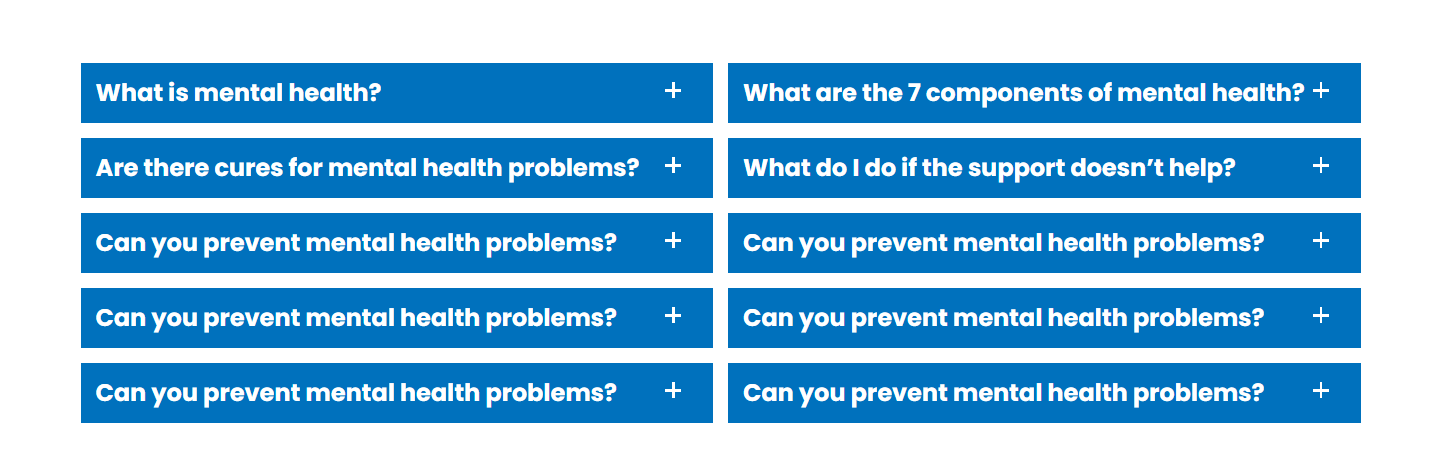 What is mental health? +
What are the 7 components of mental health? +
Are there cures for mental health problems? +
What do I do if the support doesn’t help? +
Can you prevent mental health problems? +
Can you prevent mental health problems? +
Can you prevent mental health problems? +
Can you prevent mental health problems? +
Can you prevent mental health problems? +
Can you prevent mental health problems? +